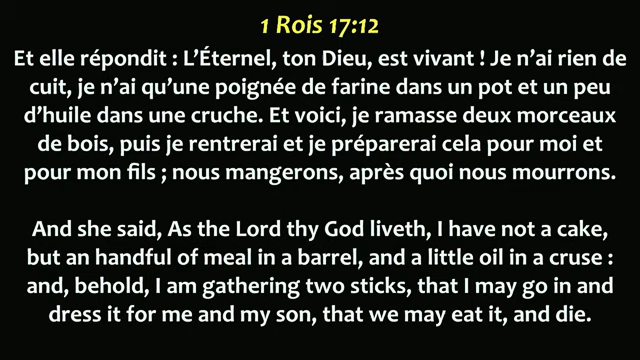 1 Rois 17:12
Et elle répondit : L’Éternel, ton Dieu, est vivant ! Je n’ai rien de
cuit, je n’ai qu’une poignée de farine dans un pot et un peu
d’huile dans une cruche. Et voici, je ramasse deux morceaux
de bois, puis je rentrerai et je préparerai cela pour moi et
pour mon fils ; nous mangerons, après quoi nous mourrons.
And she said, As the Lord thy God liveth, I have not a cake,
but an handful of meal in a barrel, and a little oil in a cruse :
and, behold, I am gathering two sticks, that I may go in and
dress it for me and my son, that we may eat it, and die.